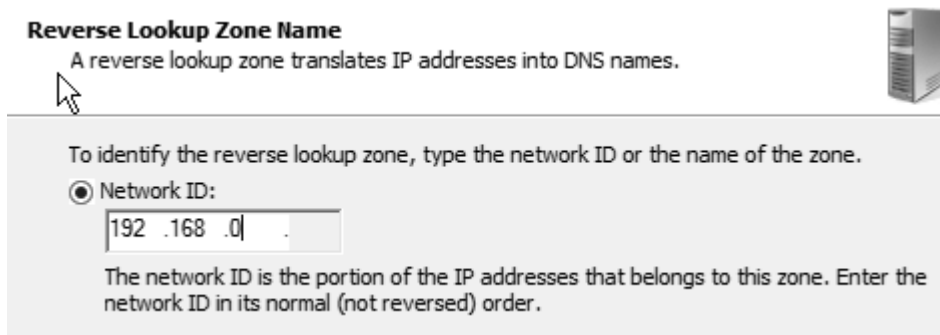 Reverse Lookup Zone Name
A reverse lookup zone translates IP addresses into DNS names.
To identify the reverse lookup zone, type the network ID or the name of the zone.
Network ID:
192 .168 .0 .
The network ID is the portion of the IP addresses that belongs to this zone. Enter the
network ID in its normal (not reversed) order.